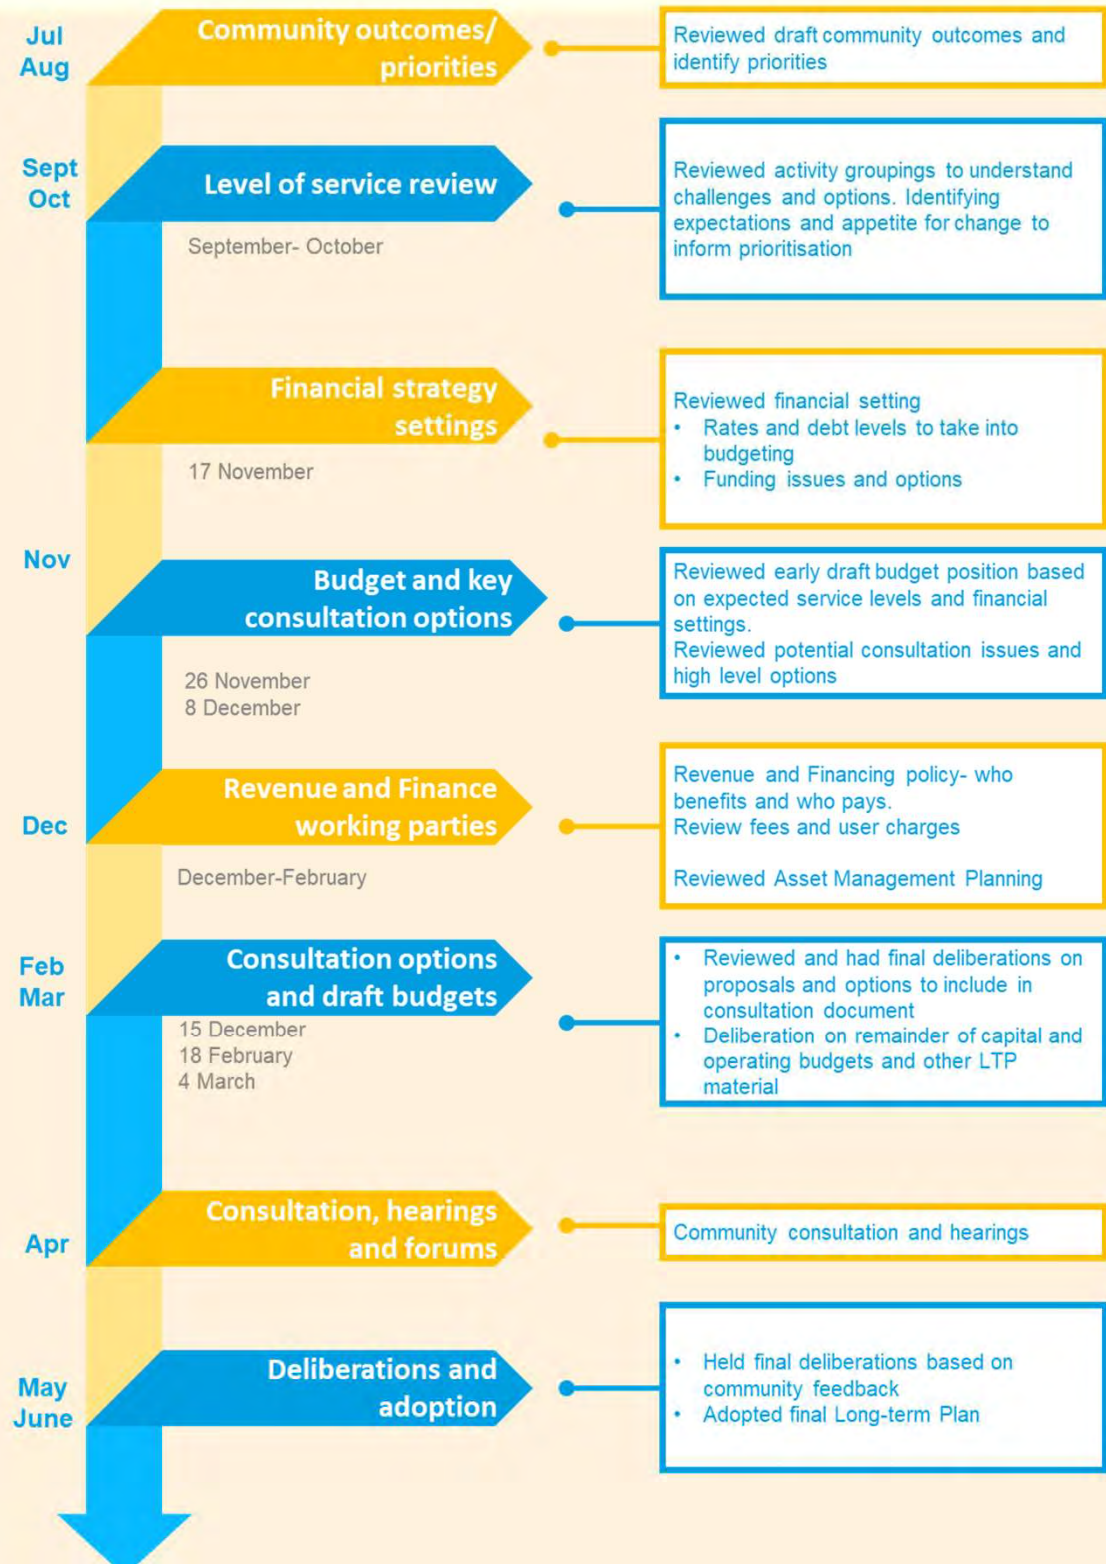 Jul
Aug
Community outcomes/
priorities
Reviewed draft community outcomes and
identify priorities
Sept
Oct
Level of service review
September- October
Reviewed activity groupings to understand
challenges and options. Identifying
expectations and appetite for change to
inform prioritisation
Financial strategy
settings
17 November
Reviewed financial setting
• Rates and debt levels to take into
budgeting
• Funding issues and options
Nov
Budget and key
consultation options
26 November
8 December
Reviewed early draft budget position based
on expected service levels and financial
settings.
Reviewed potential consultation issues and
high level options
Dec
Revenue and Finance
working parties
December-February
Revenue and Financing policy- who
benefits and who pays.
Review fees and user charges
Reviewed Asset Management Planning
Feb
Mar
Consultation options
and draft budgets
15 December
18 February
4 March
• Reviewed and had final deliberations on
proposals and options to include in
consultation document
• Deliberation on remainder of capital and
operating budgets and other LTP
material
Apr
Consultation, hearings
and forums
Community consultation and hearings
May
June
Deliberations and
adoption
• Held final deliberations based on
community feedback
• Adopted final Long-term Plan